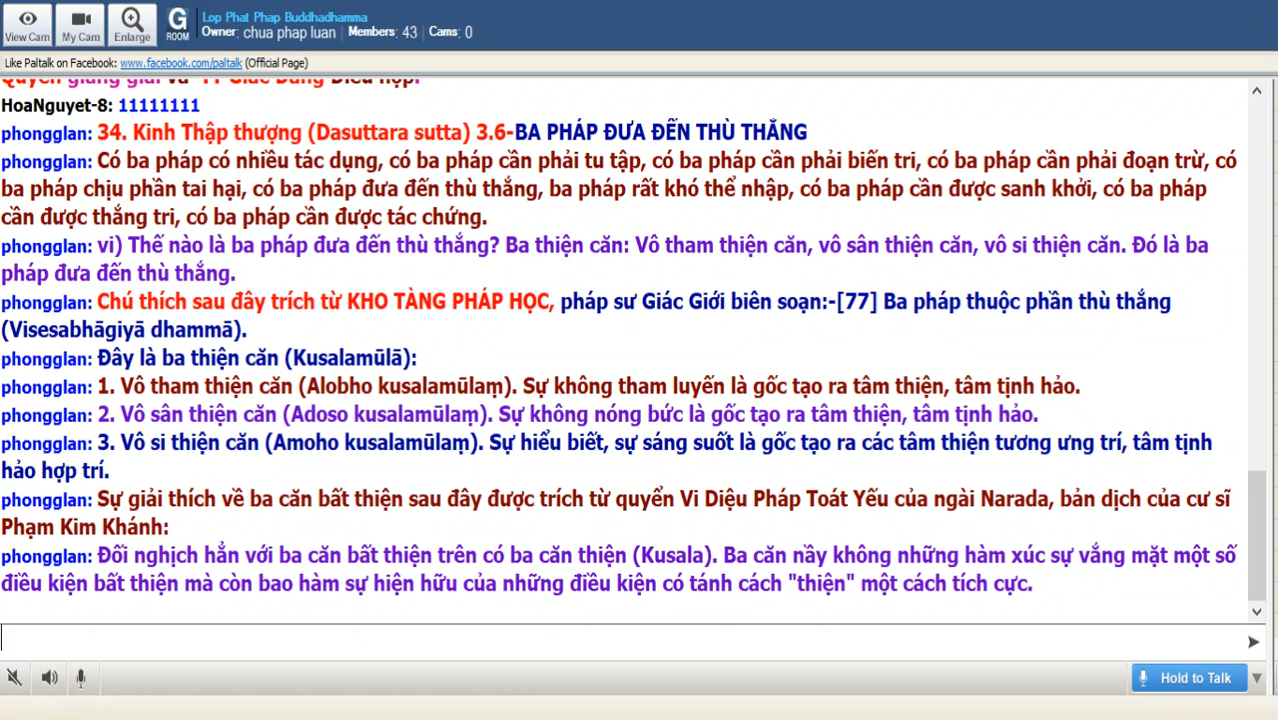 View Cam
My Cam
Enlarge
G
ROOM
Lop Phat Phap Buddhadhamma
Owner: chua phap luan | Members: 43 | Cams: 0
Like Paltalk on Facebook: www.facebook.com/paltalk (Official Page)
HoaNguyet-8: 11111111
phongglan: 34. Kinh Thập thượng (Dasuttara sutta) 3.6-BA PHÁP ĐƯA ĐẾN THÙ THẮNG
phongglan: Có ba pháp có nhiều tác dụng, có ba pháp cần phải tu tập, có ba pháp cần phải biến tri, có ba pháp cần phải đoạn trừ, có
ba pháp chịu phần tai hại, có ba pháp đưa đến thù thắng, ba pháp rất khó thể nhập, có ba pháp cần được sanh khởi, có ba pháp
cần được thắng tri, có ba pháp cần được tác chứng.
phongglan: vi) Thế nào là ba pháp đưa đến thù thắng? Ba thiện căn: Vô tham thiện căn, vô sân thiện căn, vô si thiện căn. Đó là ba
pháp đưa đến thù thắng.
phongglan: Chú thích sau đây trích từ KHO TÀNG PHÁP HỌC, pháp sư Giác Giới biên soạn:-[77] Ba pháp thuộc phần thù thắng
(Visesabhāgiyā dhammā).
phongglan: Đây là ba thiện căn (Kusalamūlā):
phongglan: 1. Vô tham thiện căn (Alobho kusalamūlaṃ). Sự không tham luyến là gốc tạo ra tâm thiện, tâm tịnh hảo.
phongglan: 2. Vô sân thiện căn (Adoso kusalamūlaṃ). Sự không nóng bức là gốc tạo ra tâm thiện, tâm tịnh hảo.
phongglan: 3. Vô si thiện căn (Amoho kusalamūlaṃ). Sự hiểu biết, sự sáng suốt là gốc tạo ra các tâm thiện tương ưng trí, tâm tịnh
hảo hợp trí.
phongglan: Sự giải thích về ba căn bất thiện sau đây được trích từ quyển Vi Diệu Pháp Toát Yếu của ngài Narada, bản dịch của cư sĩ
Phạm Kim Khánh:
phongglan: Đối nghịch hẳn với ba căn bất thiện trên có ba căn thiện (Kusala). Ba căn nầy không những hàm xúc sự vắng mặt một số
điều kiện bất thiện mà còn bao hàm sự hiện hữu của những điều kiện có tánh cách "thiện" một cách tích cực.
Hold to Talk